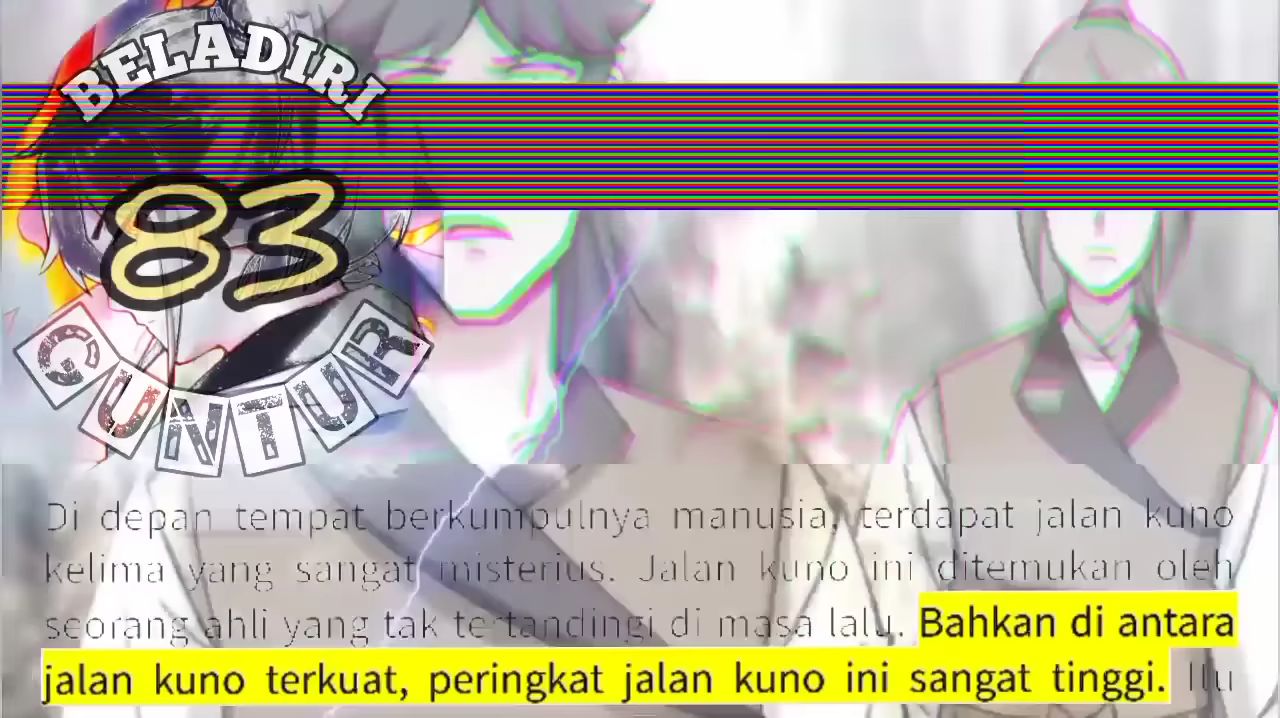 BELADIRI
83
GUNTUR
Di depan tempat berkumpulnya manusia, terdapat jalan kuno
kelima yang sangat misterius. Jalan kuno ini ditemukan oleh
seorang ahli yang tak tertandingi di masa lalu. Bahkan di antara
jalan kuno terkuat, peringkat jalan kuno ini sangat tinggi. Itu